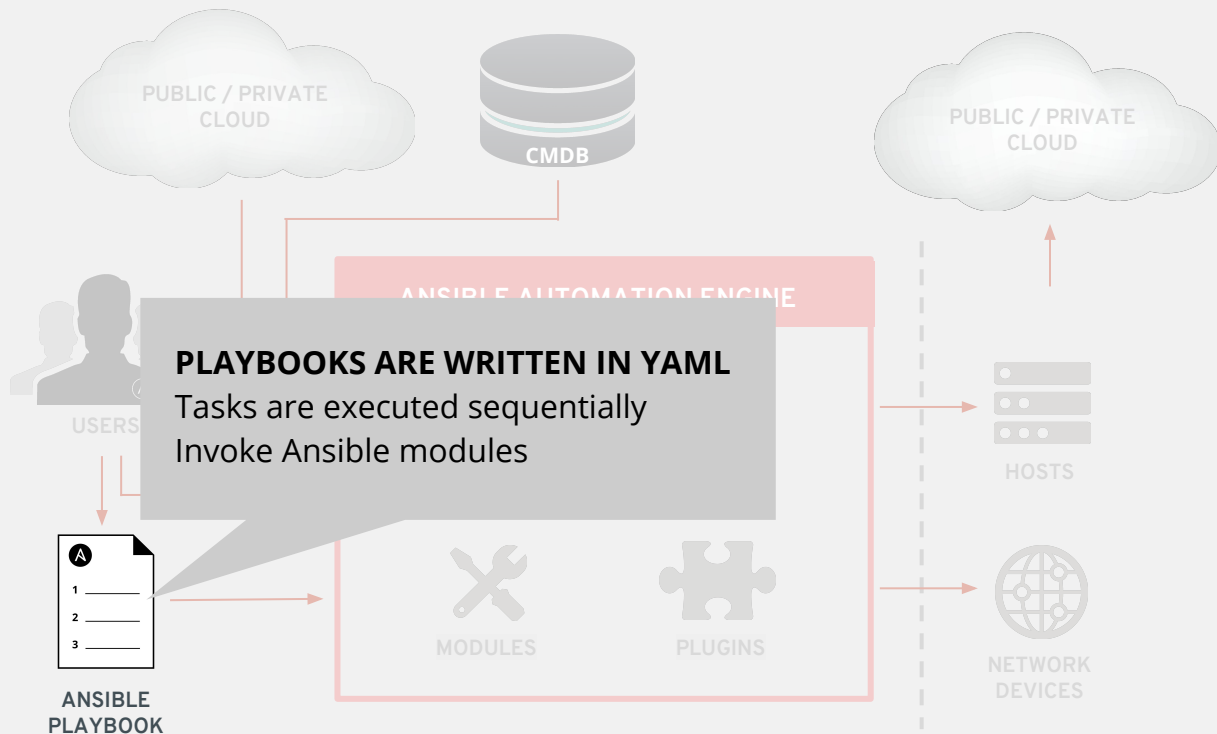 PUBLIC / PRIVATE
CLOUD
CMDB
PUBLIC / PRIVATE
CLOUD
ANSIBLE AUTOMATION ENGINE
PLAYBOOKS ARE WRITTEN IN YAML
Tasks are executed sequentially
Invoke Ansible modules
USERS
HOSTS
1
2
3
MODULES
PLUGINS
NETWORK
DEVICES
ANSIBLE
PLAYBOOK